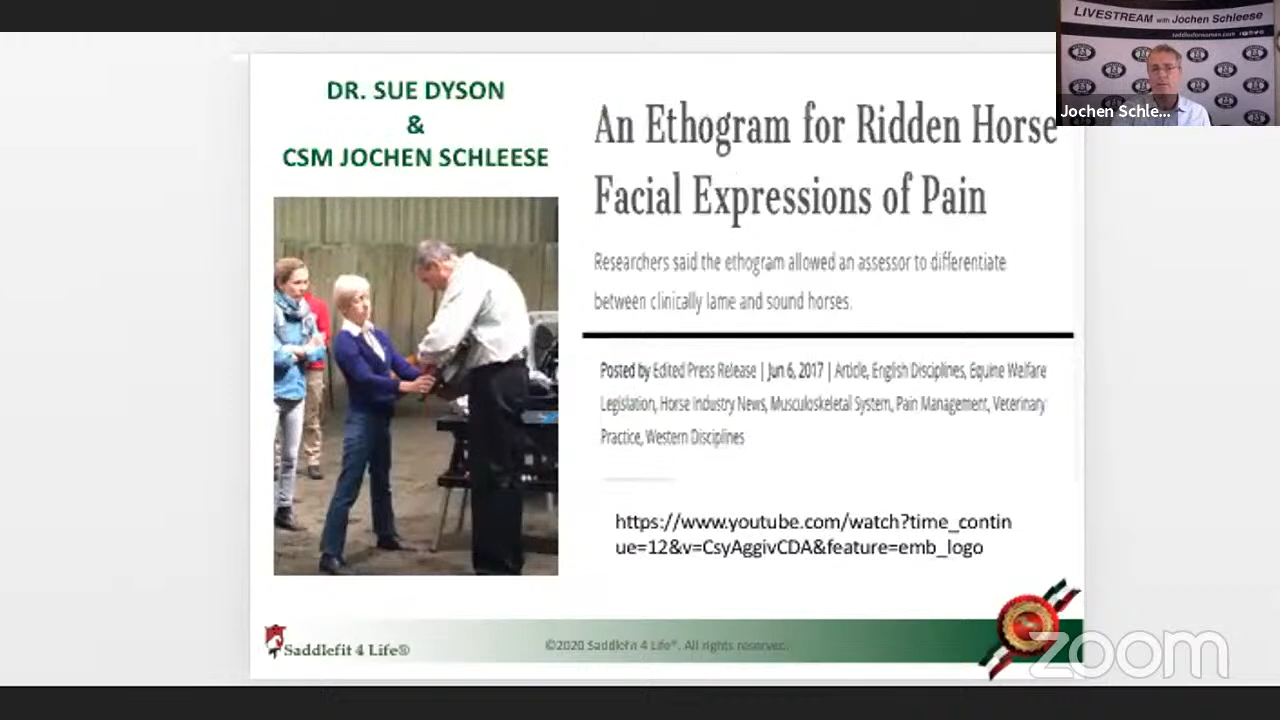 LIVESTREAM with Jochen Schleese
saddlesforwomen.com
Jochen Schle...
DR. SUE DYSON
&
CSM JOCHEN SCHLEESE
An Ethogram for Ridden Horse
Facial Expressions of Pain
Researchers said the ethogram allowed an assessor to differentiate
between clinically lame and sound horses.
Posted by Edited Press Release | Jun 6, 2017 | Article, English Disciplines, Equine Welfare
Legislation, Horse Industry News, Musculoskeletal System, Pain Management, Veterinary
Practice, Western Disciplines
https://www.youtube.com/watch?time_contin
ue=12&v=CsyAggivCDA&feature=emb_logo
Saddlefit 4 Life®
©2020 Saddlefit 4 Life®. All rights reserved.
zoom